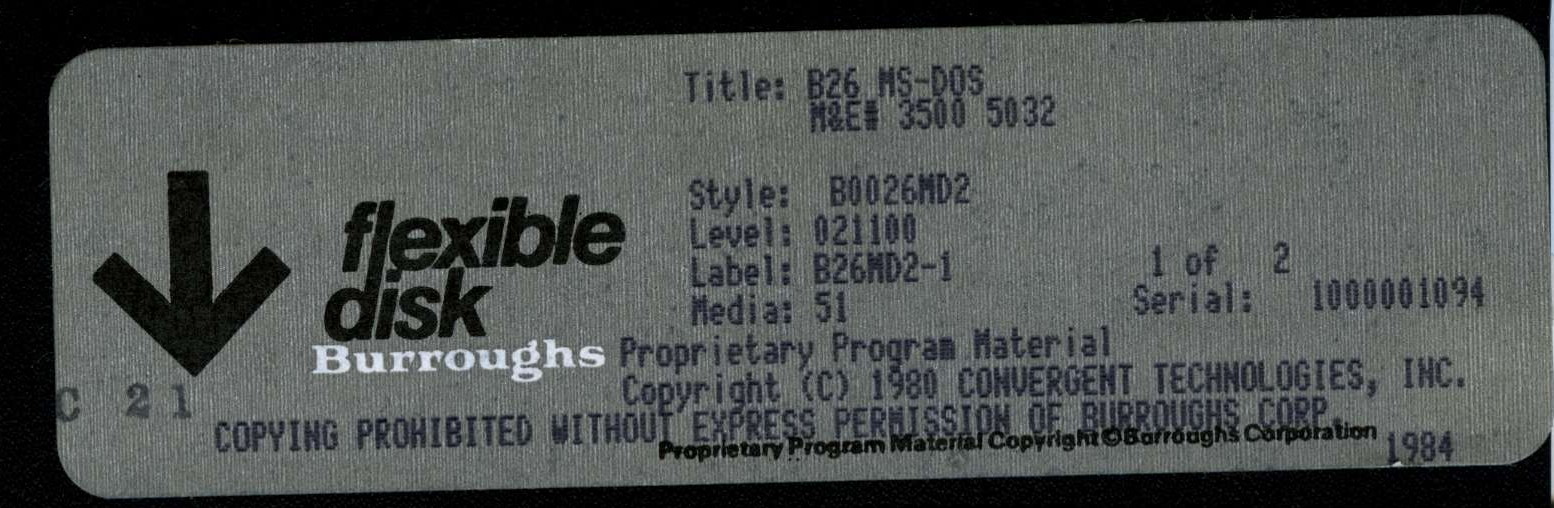 Title: B26 MS-DOS
M&E# 3500 5032
flexible
disk
Burroughs
Style: B0026MD2
Level: 021100
Label: B26MD2-1 1 of 2
Media: 51 Serial: 1000001094
Proprietary Program Material
Copyright (C) 1980 CONVERGENT TECHNOLOGIES, INC.
C 21
COPYING PROHIBITED WITHOUT EXPRESS PERMISSION OF BURROUGHS CORP.
Proprietary Program Material Copyright © Burroughs Corporation
1984